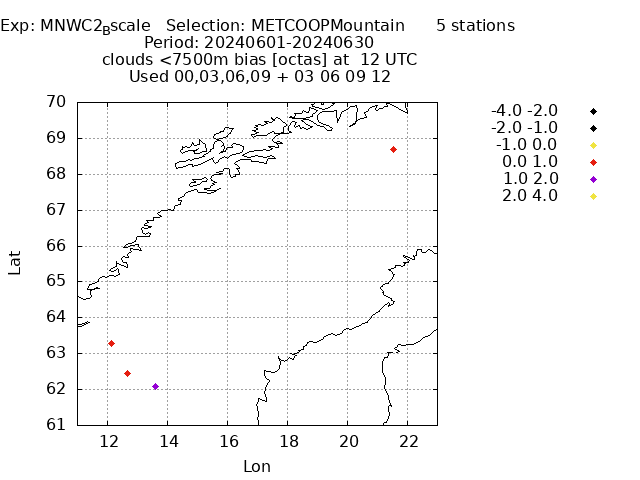 Exp: MNWC2_Bscale   Selection: METCOOPMountain      5 stations
Period: 20240601-20240630
clouds <7500m bias [octas] at  12 UTC
Used 00,03,06,09 + 03 06 09 12
-4.0 -2.0
-2.0 -1.0
-1.0 0.0
0.0 1.0
1.0 2.0
2.0 4.0
70
69
68
67
66
65
64
63
62
61
Lat
12 14 16 18 20 22
Lon